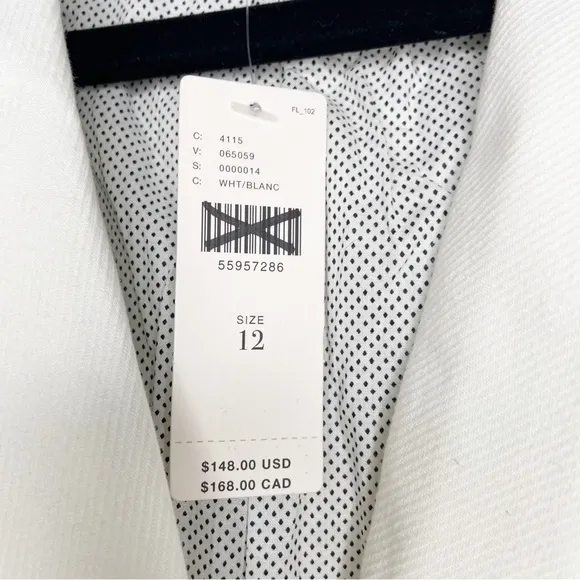 FL_102
C: 4115
V: 065059
S: 0000014
C: WHT/BLANC
55957286
SIZE
12
$148.00 USD
$168.00 CAD